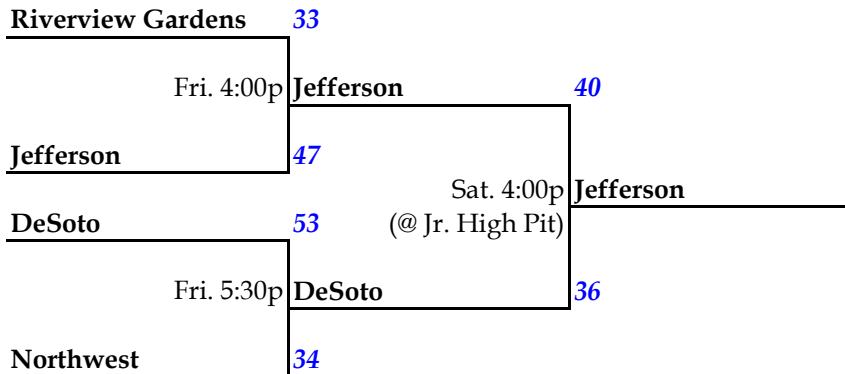 Riverview Gardens 33
Fri. 4:00p Jefferson 40
Jefferson 47
Sat. 4:00p Jefferson
DeSoto 53 (@ Jr. High Pit)
Fri. 5:30p DeSoto 36
Northwest 34